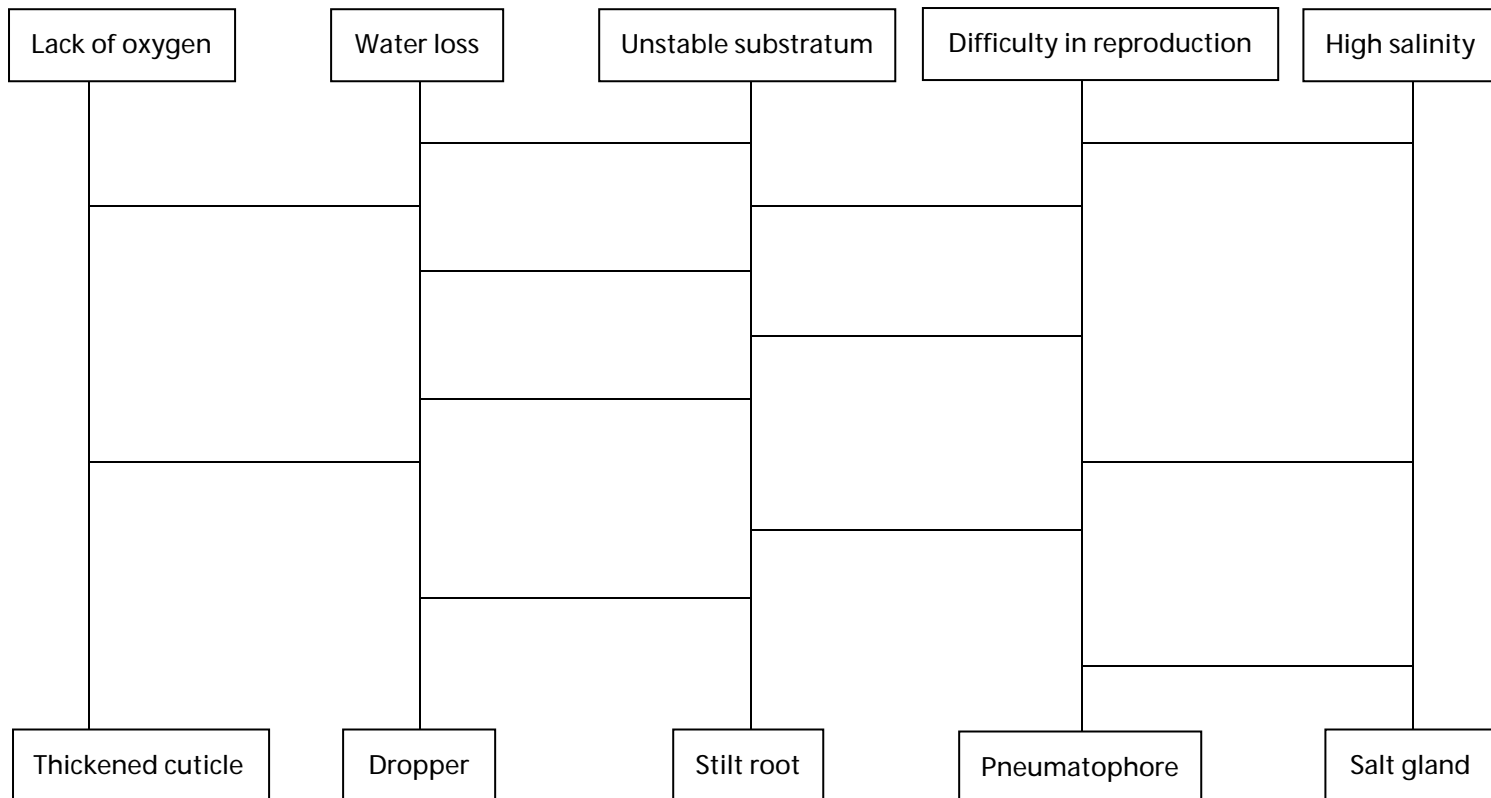 Lack of oxygen
Water loss
Unstable substratum
Difficulty in reproduction
High salinity
Thickened cuticle
Dropper
Stilt root
Pneumatophore
Salt gland